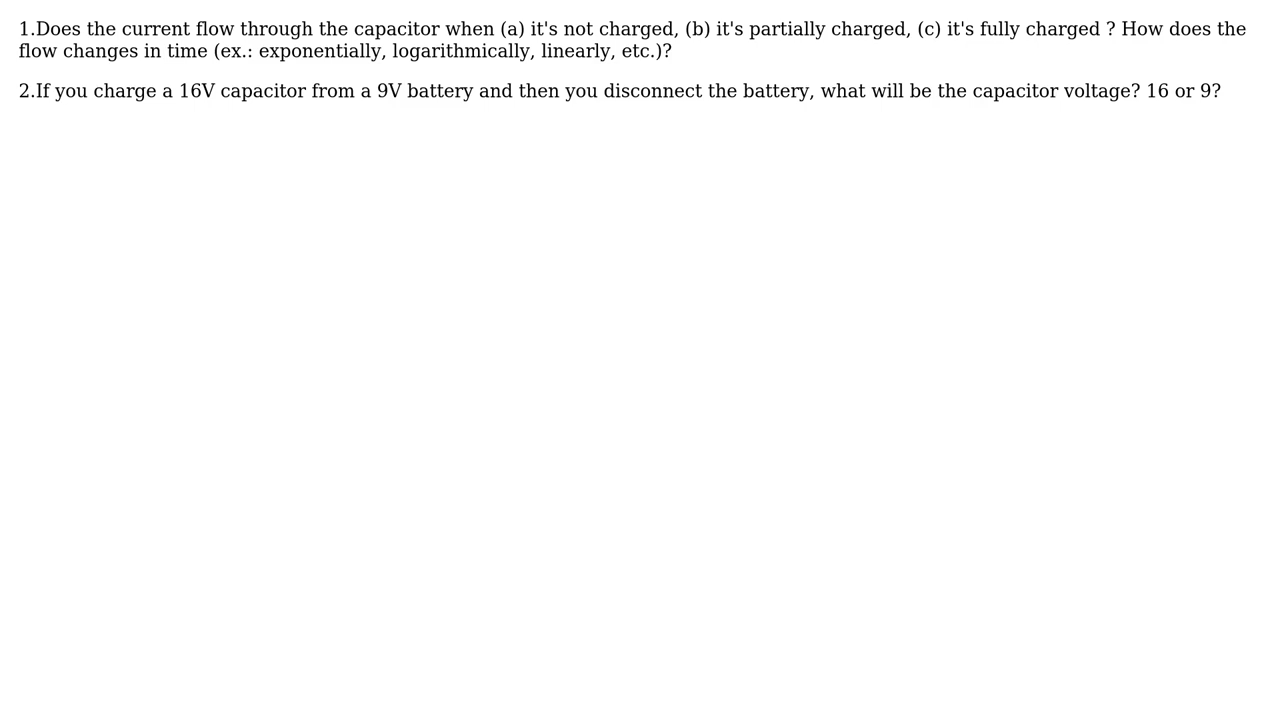 1.Does the current flow through the capacitor when (a) it's not charged, (b) it's partially charged, (c) it's fully charged ? How does the
flow changes in time (ex.: exponentially, logarithmically, linearly, etc.)?
2.If you charge a 16V capacitor from a 9V battery and then you disconnect the battery, what will be the capacitor voltage? 16 or 9?